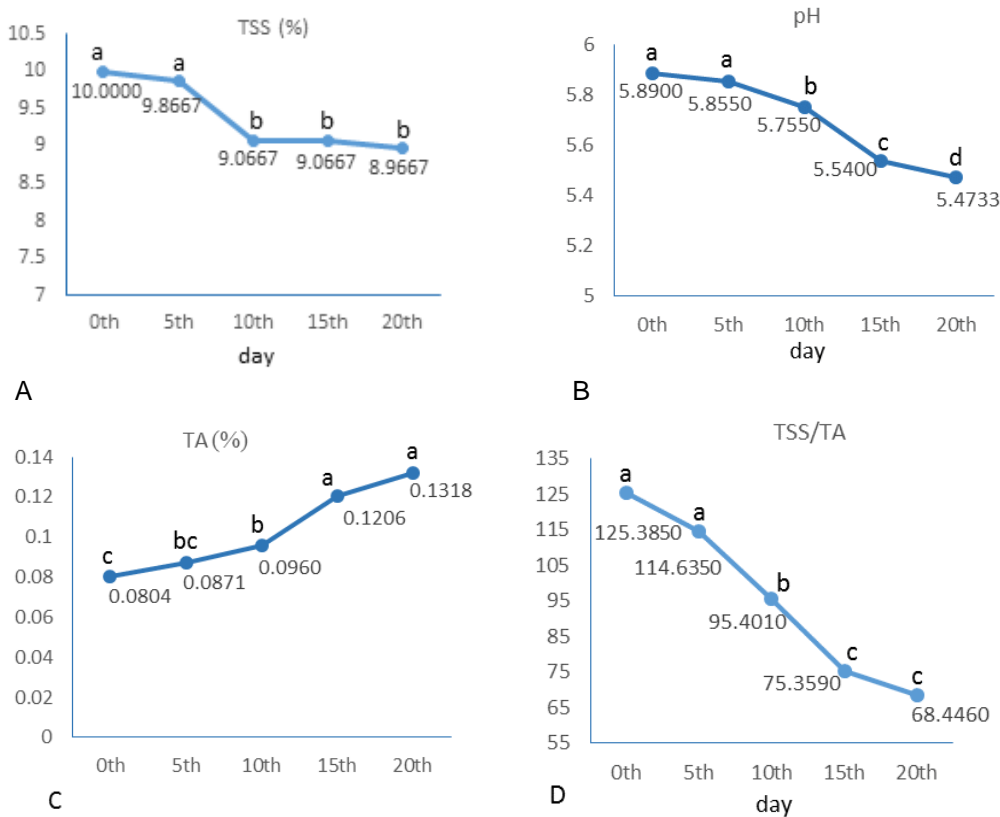 TSS (%)
10.5
10
9.5
9
8.5
8
7.5
7
a
a
b
b
b
10.0000
9.8667
9.0667
9.0667
8.9667
0th 5th 10th 15th 20th
day
A
pH
6
5.8
5.6
5.4
5.2
5
a
a
b
c
d
5.8900
5.8550
5.7550
5.5400
5.4733
0th 5th 10th 15th 20th
day
B
TA(%)
0.14
0.12
0.1
0.08
0.06
0.04
0.02
0
c
bc
b
a
a
0.0804
0.0871
0.0960
0.1206
0.1318
0th 5th 10th 15th 20th
C
TSS/TA
135
125
115
105
95
85
75
65
55
a
a
b
c
c
125.3850
114.6350
95.4010
75.3590
68.4460
0th 5th 10th 15th 20th
day
D